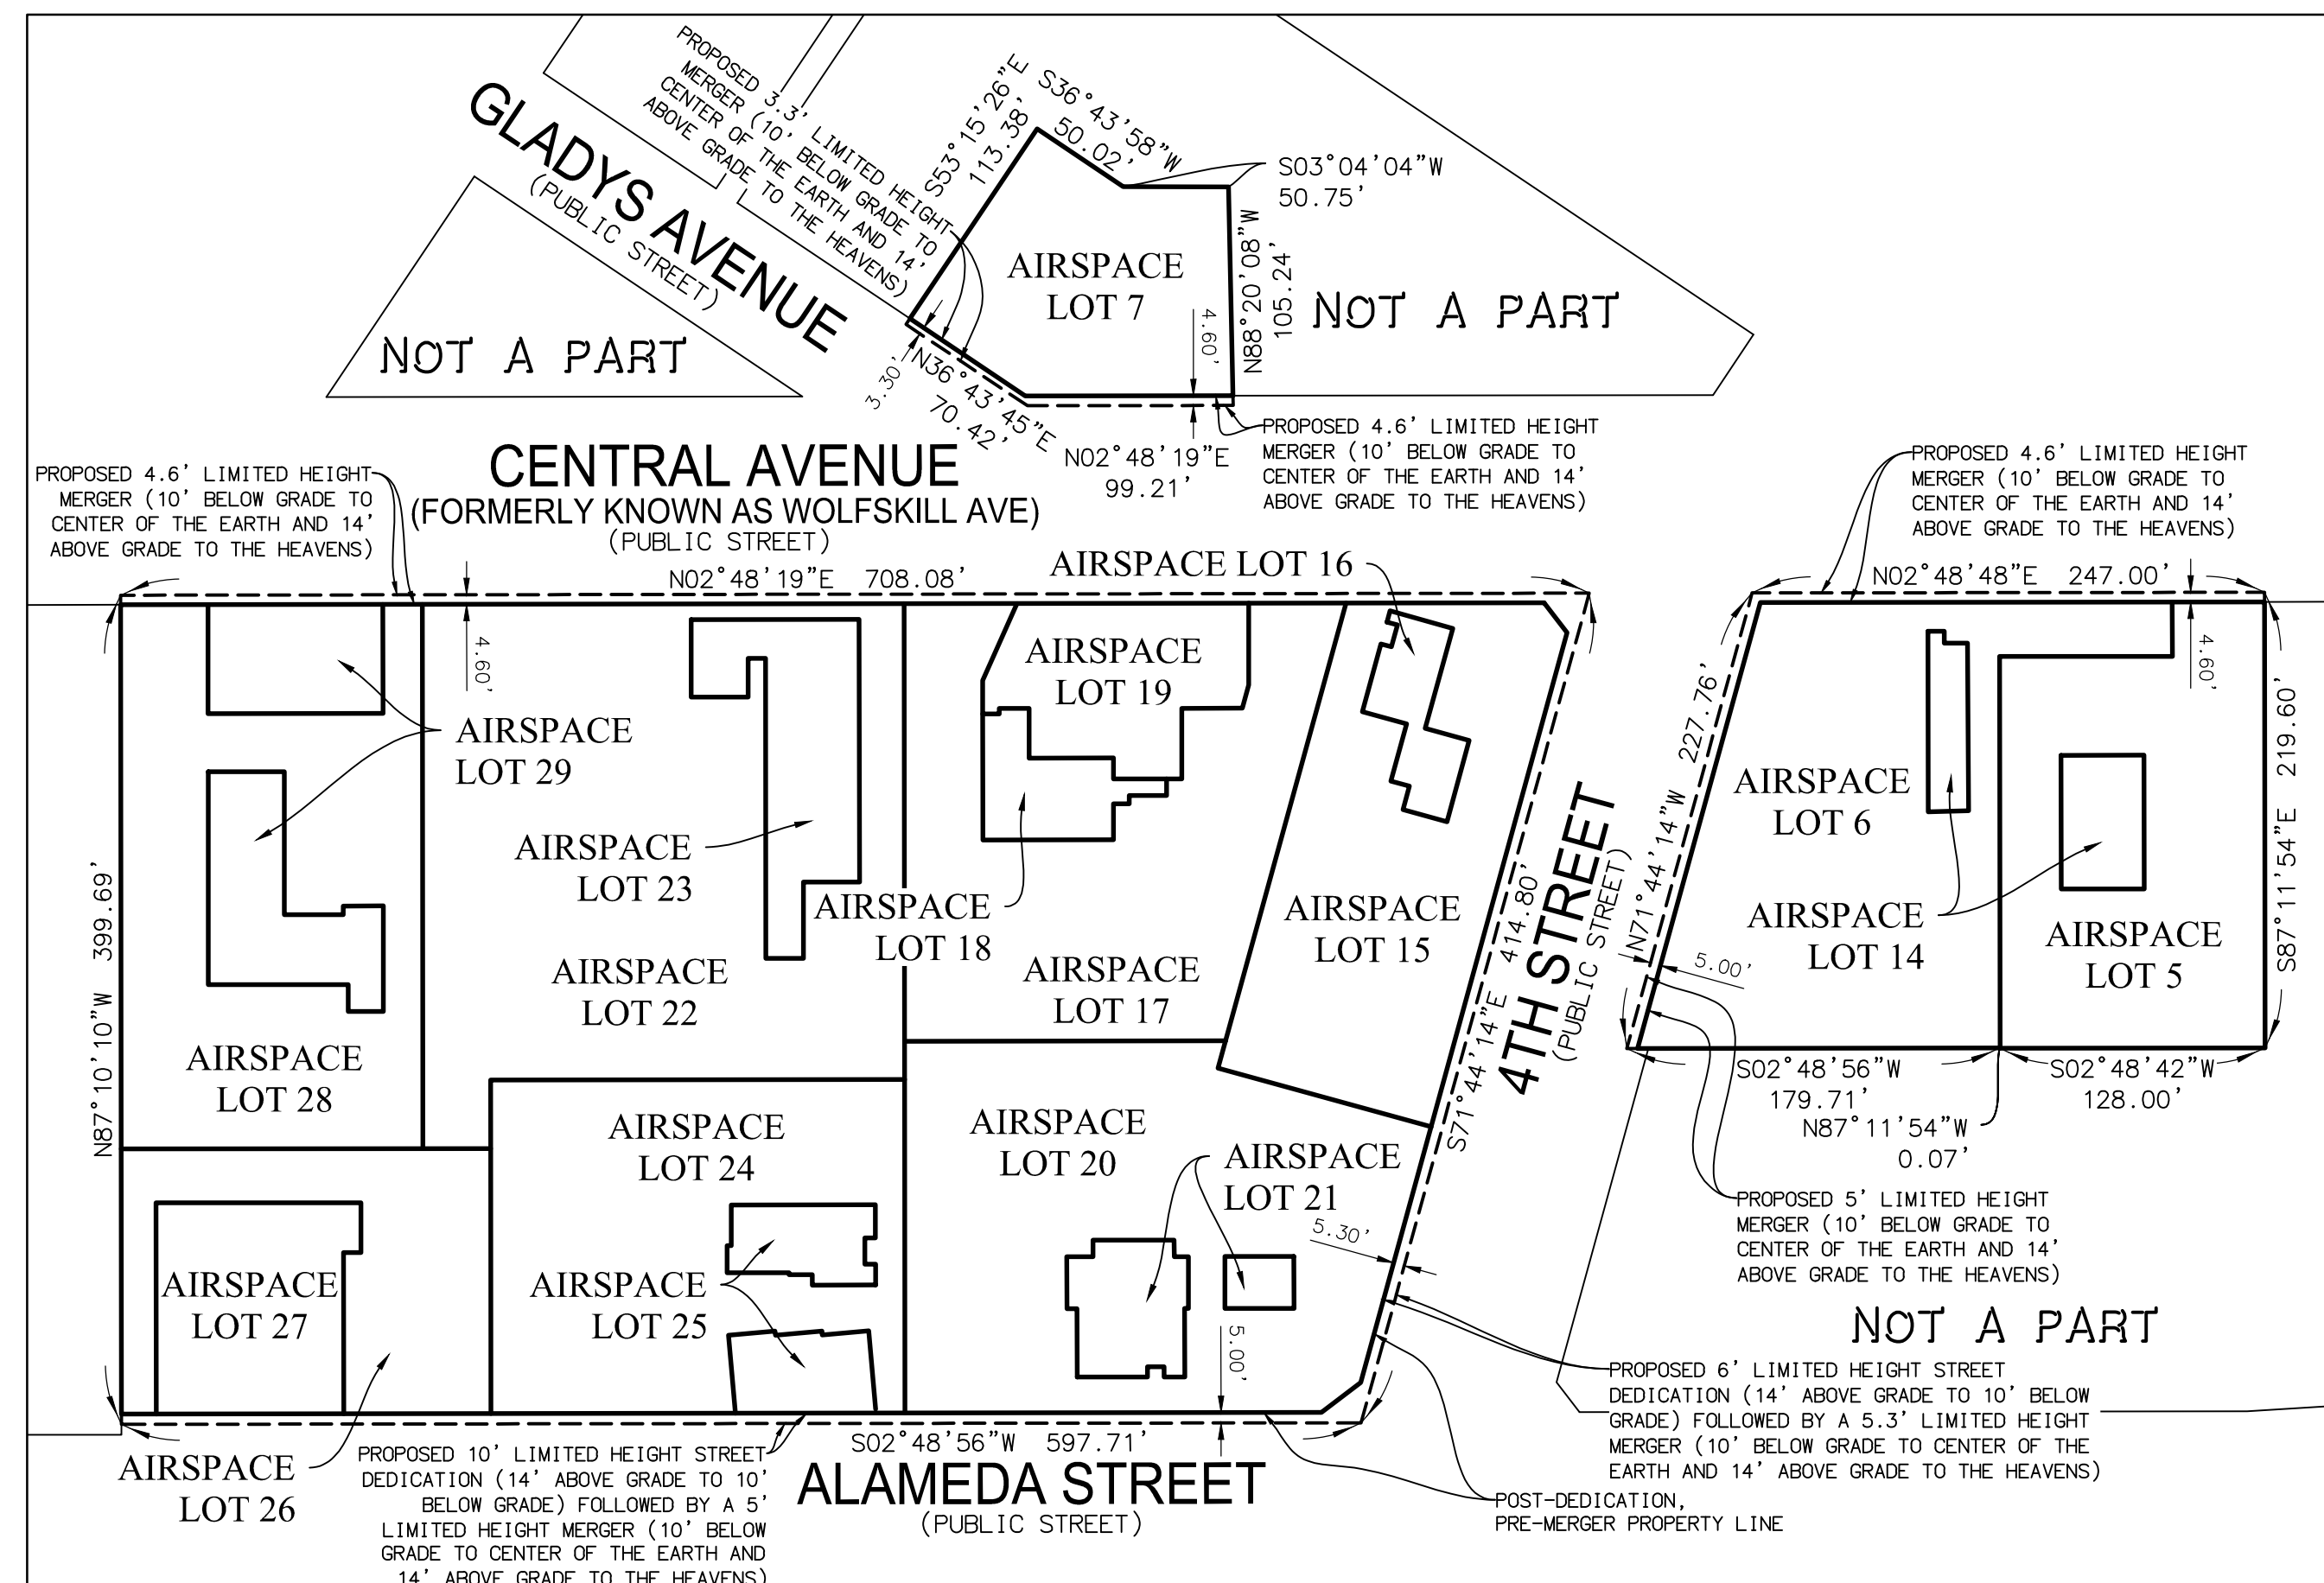 PROPOSED 3.3' LIMITED HEIGHT
MERGER (10' BELOW GRADE TO
CENTER OF THE EARTH AND 14'
ABOVE GRADE TO THE HEAVENS)
GLADYS AVENUE
(PUBLIC STREET)
S53°15'26"E
113.38'
S36°43'58"W
50.02'
S03°04'04"W
50.75'
AIRSPACE
LOT 7
N88°20'08"W
105.24'
4.60'
NOT A PART
NOT A PART
3.30'
N36°43'45"E
70.42'
N02°48'19"E
99.21'
PROPOSED 4.6' LIMITED HEIGHT
MERGER (10' BELOW GRADE TO
CENTER OF THE EARTH AND 14'
ABOVE GRADE TO THE HEAVENS)
PROPOSED 4.6' LIMITED HEIGHT
MERGER (10' BELOW GRADE TO
CENTER OF THE EARTH AND 14'
ABOVE GRADE TO THE HEAVENS)
CENTRAL AVENUE
(FORMERLY KNOWN AS WOLFSKILL AVE)
(PUBLIC STREET)
PROPOSED 4.6' LIMITED HEIGHT
MERGER (10' BELOW GRADE TO
CENTER OF THE EARTH AND 14'
ABOVE GRADE TO THE HEAVENS)
N02°48'19"E 708.08'
AIRSPACE LOT 16
N02°48'48"E 247.00'
4.60'
4.60'
AIRSPACE
LOT 19
AIRSPACE
LOT 29
AIRSPACE
LOT 23
AIRSPACE
LOT 18
AIRSPACE
LOT 22
AIRSPACE
LOT 17
AIRSPACE
LOT 15
S71°44'14"E 414.80'
4TH STREET
(PUBLIC STREET)
N71°44'14"W 227.76'
5.00'
AIRSPACE
LOT 6
AIRSPACE
LOT 14
AIRSPACE
LOT 5
S87°11'54"E 219.60'
S02°48'56"W
179.71'
S02°48'42"W
128.00'
N87°11'54"W
0.07'
PROPOSED 5' LIMITED HEIGHT
MERGER (10' BELOW GRADE TO
CENTER OF THE EARTH AND 14'
ABOVE GRADE TO THE HEAVENS)
NOT A PART
N87°10'10"W 399.69'
AIRSPACE
LOT 28
AIRSPACE
LOT 24
AIRSPACE
LOT 20
AIRSPACE
LOT 21
5.30'
5.00'
AIRSPACE
LOT 27
AIRSPACE
LOT 25
AIRSPACE
LOT 26
PROPOSED 6' LIMITED HEIGHT STREET
DEDICATION (14' ABOVE GRADE TO 10' BELOW
GRADE) FOLLOWED BY A 5.3' LIMITED HEIGHT
MERGER (10' BELOW GRADE TO CENTER OF THE
EARTH AND 14' ABOVE GRADE TO THE HEAVENS)
POST-DEDICATION,
PRE-MERGER PROPERTY LINE
S02°48'56"W 597.71'
ALAMEDA STREET
(PUBLIC STREET)
PROPOSED 10' LIMITED HEIGHT STREET
DEDICATION (14' ABOVE GRADE TO 10'
BELOW GRADE) FOLLOWED BY A 5'
LIMITED HEIGHT MERGER (10' BELOW
GRADE TO CENTER OF THE EARTH AND
14' ABOVE GRADE TO THE HEAVENS)